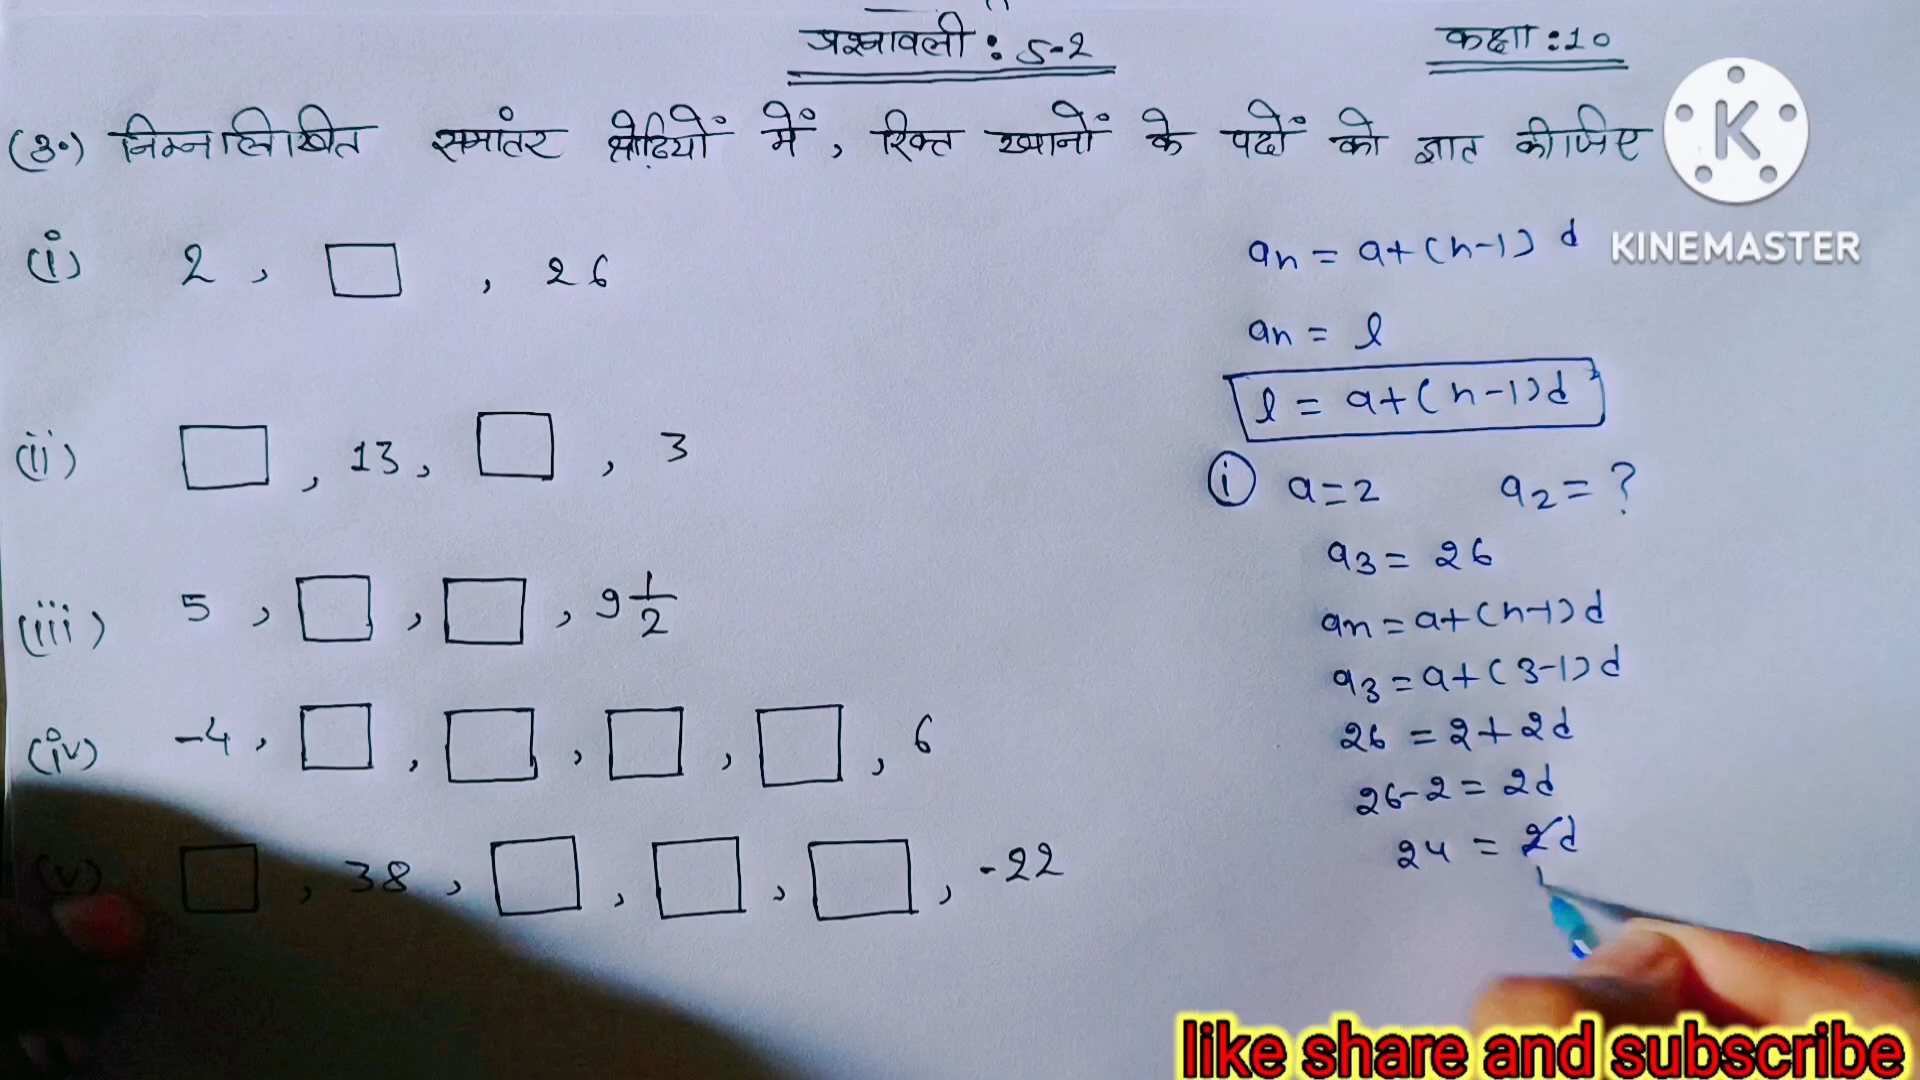 प्रश्नावली : 5-2
कक्षा : 10
(3.) निम्नलिखित समांतर श्रेढियों में, रिक्त स्थानों के पदों को ज्ञात कीजिए
K
KINEMASTER
(i) 2 , □ , 26
(ii) □ , 13 , □ , 3
(iii) 5 , □ , □ , 9 1/2
(iv) -4 , □ , □ , □ , □ , 6
(v) □ , 38 , □ , □ , □ , -22
an = a+(n-1) d
an = l
l = a+(n-1)d
(i) a=2 a2 = ?
a3 = 26
an = a+(n-1)d
a3 = a+(3-1)d
26 = 2+2d
26-2 = 2d
24 = 2d
like share and subscribe